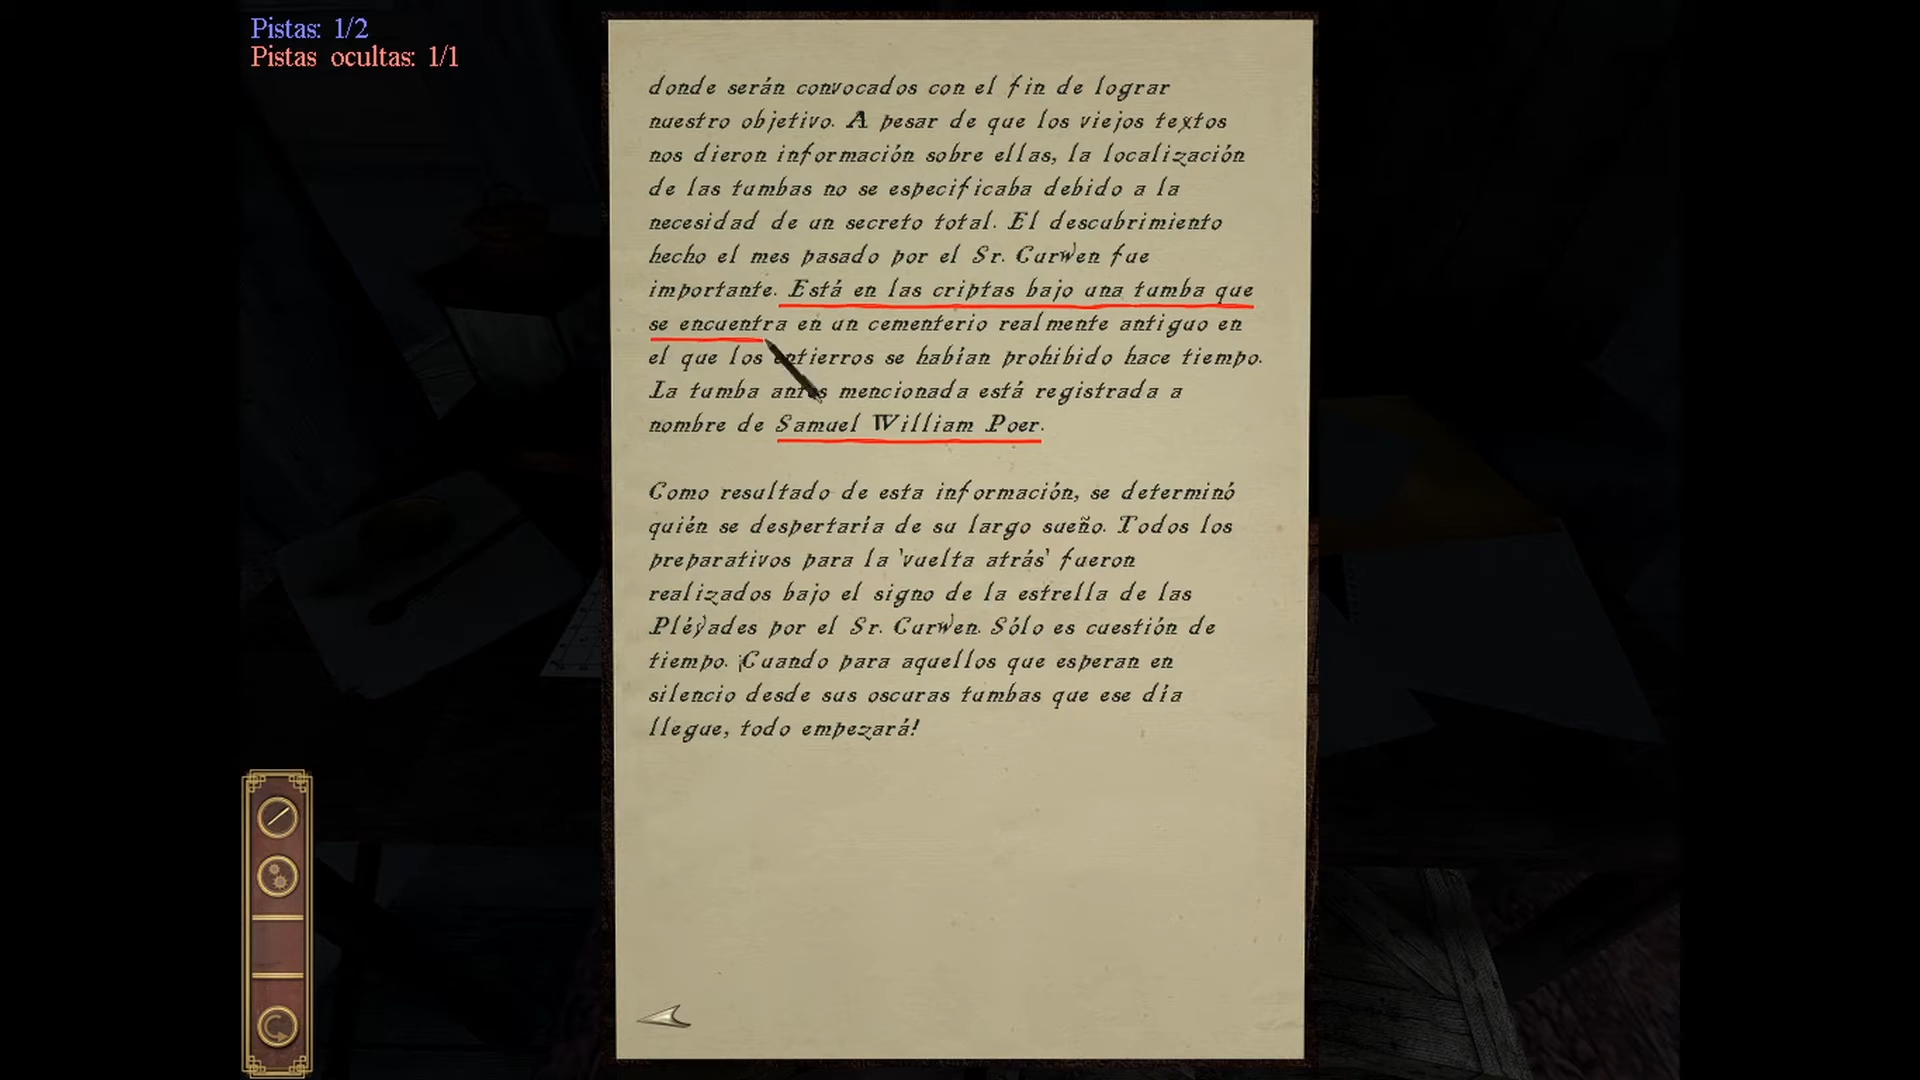 Pistas: 1/2
Pistas ocultas: 1/1
donde serán convocados con el fin de lograr
nuestro objetivo. A pesar de que los viejos textos
nos dieron información sobre ellas, la localización
de las tumbas no se especificaba debido a la
necesidad de un secreto total. El descubrimiento
hecho el mes pasado por el Sr. Curwen fue
importante. Está en las criptas bajo una tumba que
se encuentra en un cementerio realmente antiguo en
el que los entierros se habían prohibido hace tiempo.
La tumba antes mencionada está registrada a
nombre de Samuel William Poer.
Como resultado de esta información, se determinó
quién se despertaría de su largo sueño. Todos los
preparativos para la 'vuelta atrás' fueron
realizados bajo el signo de la estrella de las
Pléyades por el Sr. Curwen. Sólo es cuestión de
tiempo. ¡Cuando para aquellos que esperan en
silencio desde sus oscuras tumbas que ese día
llegue, todo empezará!